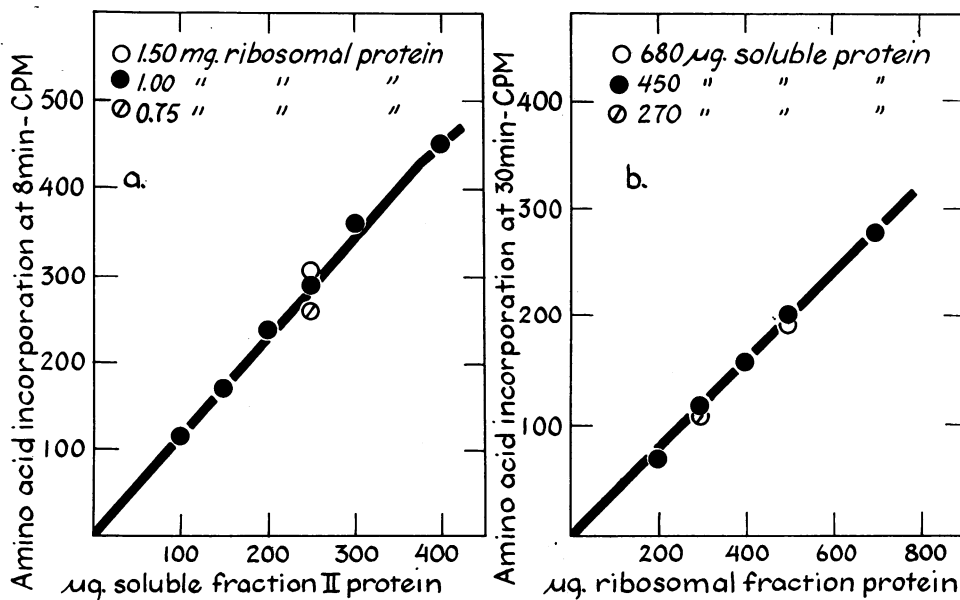 ○ 1.50 mg. ribosomal protein
● 1.00 " " "
⊘ 0.75 " " "
a.
500
400
300
200
100
100 200 300 400
Amino acid incorporation at 8min-CPM
μg. soluble fraction II protein
○ 680 μg. soluble protein
● 450 " " "
⊘ 270 " " "
b.
400
300
200
100
200 400 600 800
Amino acid incorporation at 30min-CPM
μg. ribosomal fraction protein